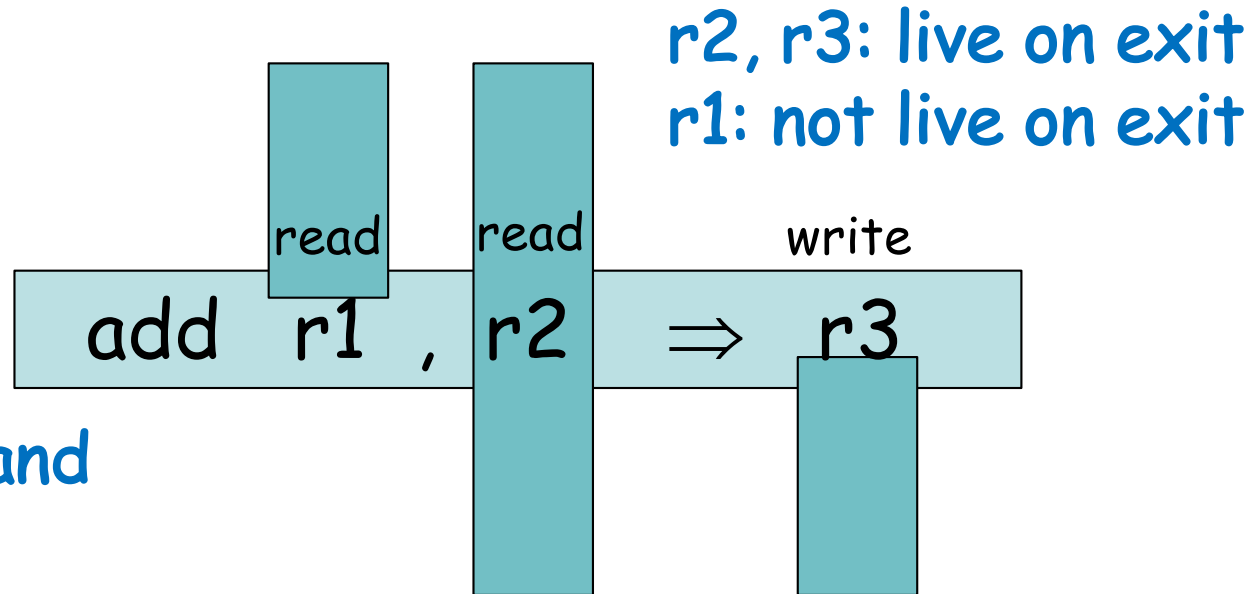 r2, r3: live on exit
r1: not live on exit
read read write
add r1 , r2 ⇒ r3
and